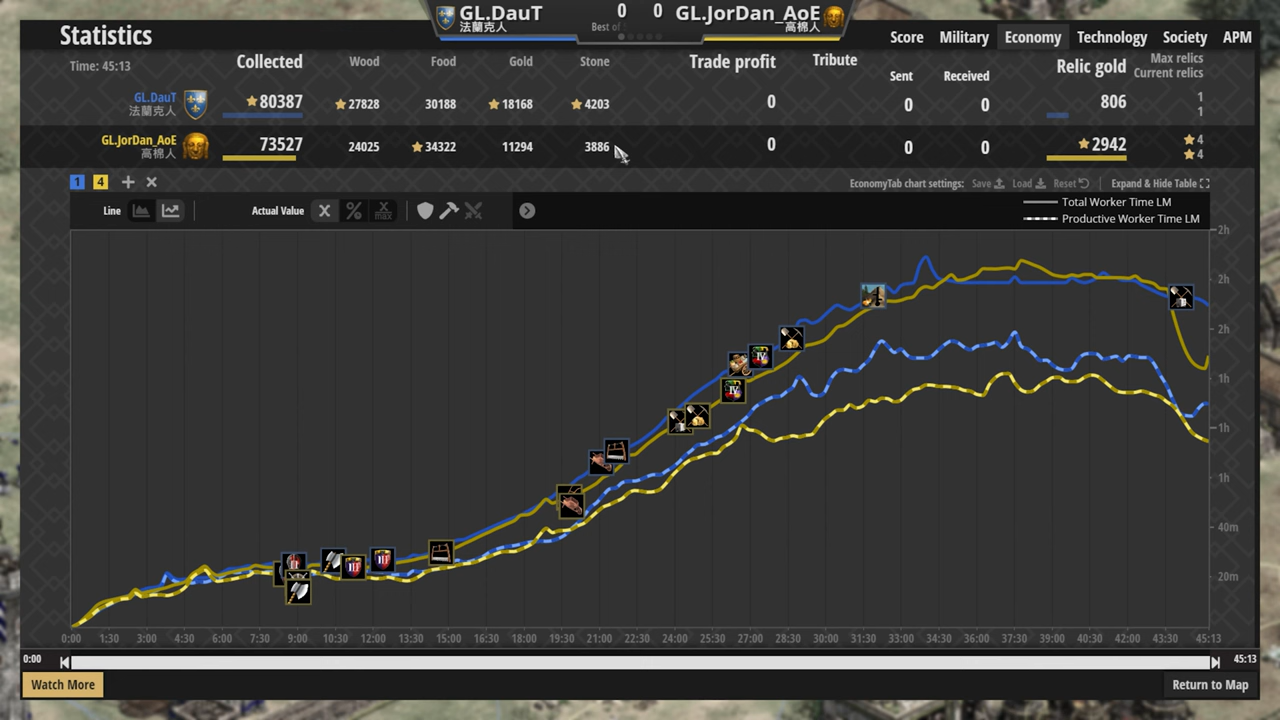 GL.DauT 0 0 GL.JorDan_AoE
法蘭克人 Best of 高棉人
Statistics
Score Military Economy Technology Society APM
Time: 45:13
Collected Wood Food Gold Stone Trade profit Tribute Sent Received Relic gold Max relics
Current relics
GL.DauT
法蘭克人
80387 27828 30188 18168 4203 0 0 0 806 1
1
GL.JorDan_AoE
高棉人
73527 24025 34322 11294 3886 0 0 0 2942 4
4
1 4
EconomyTab chart settings: Save Load Reset Expand & Hide Table
Line Actual Value X % X max
Total Worker Time LM
Productive Worker Time LM
2h
2h
2h
1h
1h
1h
40m
20m
III III IV IV
0:00 1:30 3:00 4:30 6:00 7:30 9:00 10:30 12:00 13:30 15:00 16:30 18:00 19:30 21:00 22:30 24:00 25:30 27:00 28:30 30:00 31:30 33:00 34:30 36:00 37:30 39:00 40:30 42:00 43:30 45:13
0:00 45:13
Watch More Return to Map